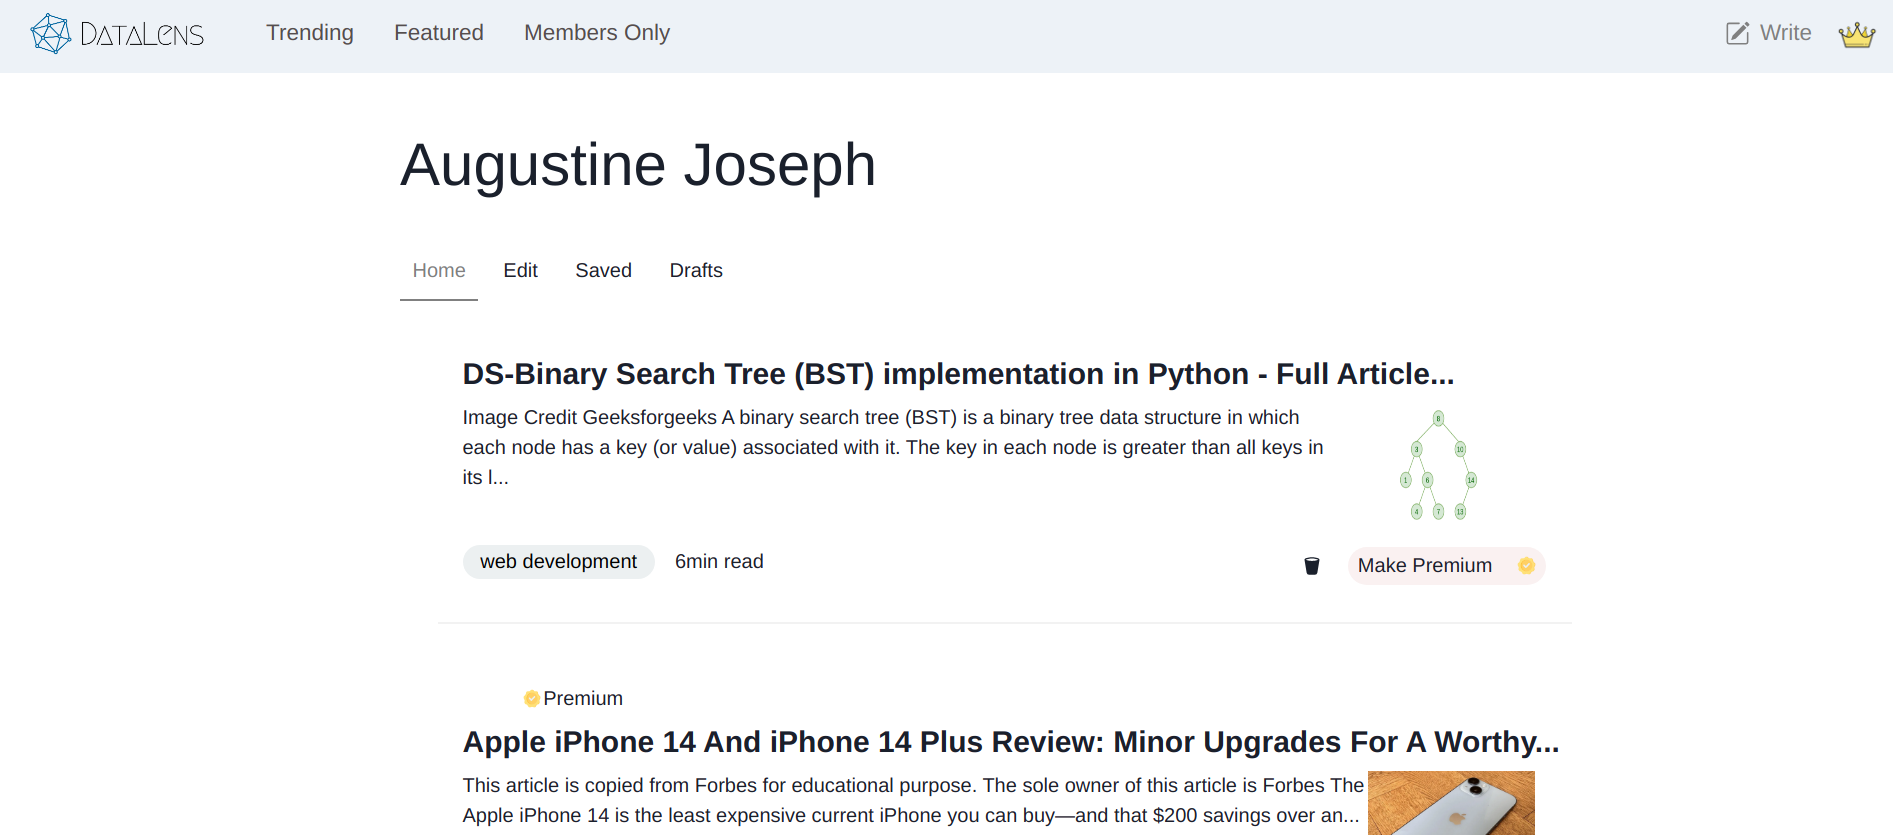 DATALENS Trending Featured Members Only Write
Augustine Joseph
Home Edit Saved Drafts
DS-Binary Search Tree (BST) implementation in Python - Full Article...
Image Credit Geeksforgeeks A binary search tree (BST) is a binary tree data structure in which
each node has a key (or value) associated with it. The key in each node is greater than all keys in
its l...
8
3 10
1 6 14
4 7 13
web development 6min read Make Premium
Premium
Apple iPhone 14 And iPhone 14 Plus Review: Minor Upgrades For A Worthy...
This article is copied from Forbes for educational purpose. The sole owner of this article is Forbes The
Apple iPhone 14 is the least expensive current iPhone you can buy—and that $200 savings over an...